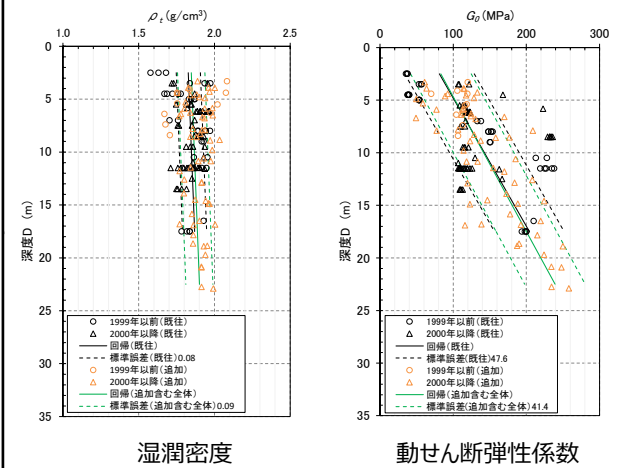 ρt (g/cm³)
1.0 1.5 2.0 2.5
0
5
10
15
20
25
30
35
深度D (m)
○ 1999年以前(既往)
△ 2000年以降(既往)
回帰(既往)
標準誤差(既往)0.08
○ 1999年以前(追加)
△ 2000年以降(追加)
回帰(追加含む全体)
標準誤差(追加含む全体)0.09
湿潤密度
G0 (MPa)
0 100 200 300
0
5
10
15
20
25
30
35
深度D (m)
○ 1999年以前(既往)
△ 2000年以降(既往)
回帰(既往)
標準誤差(既往)47.6
○ 1999年以前(追加)
△ 2000年以降(追加)
回帰(追加含む全体)
標準誤差(追加含む全体)41.4
動せん断弾性係数